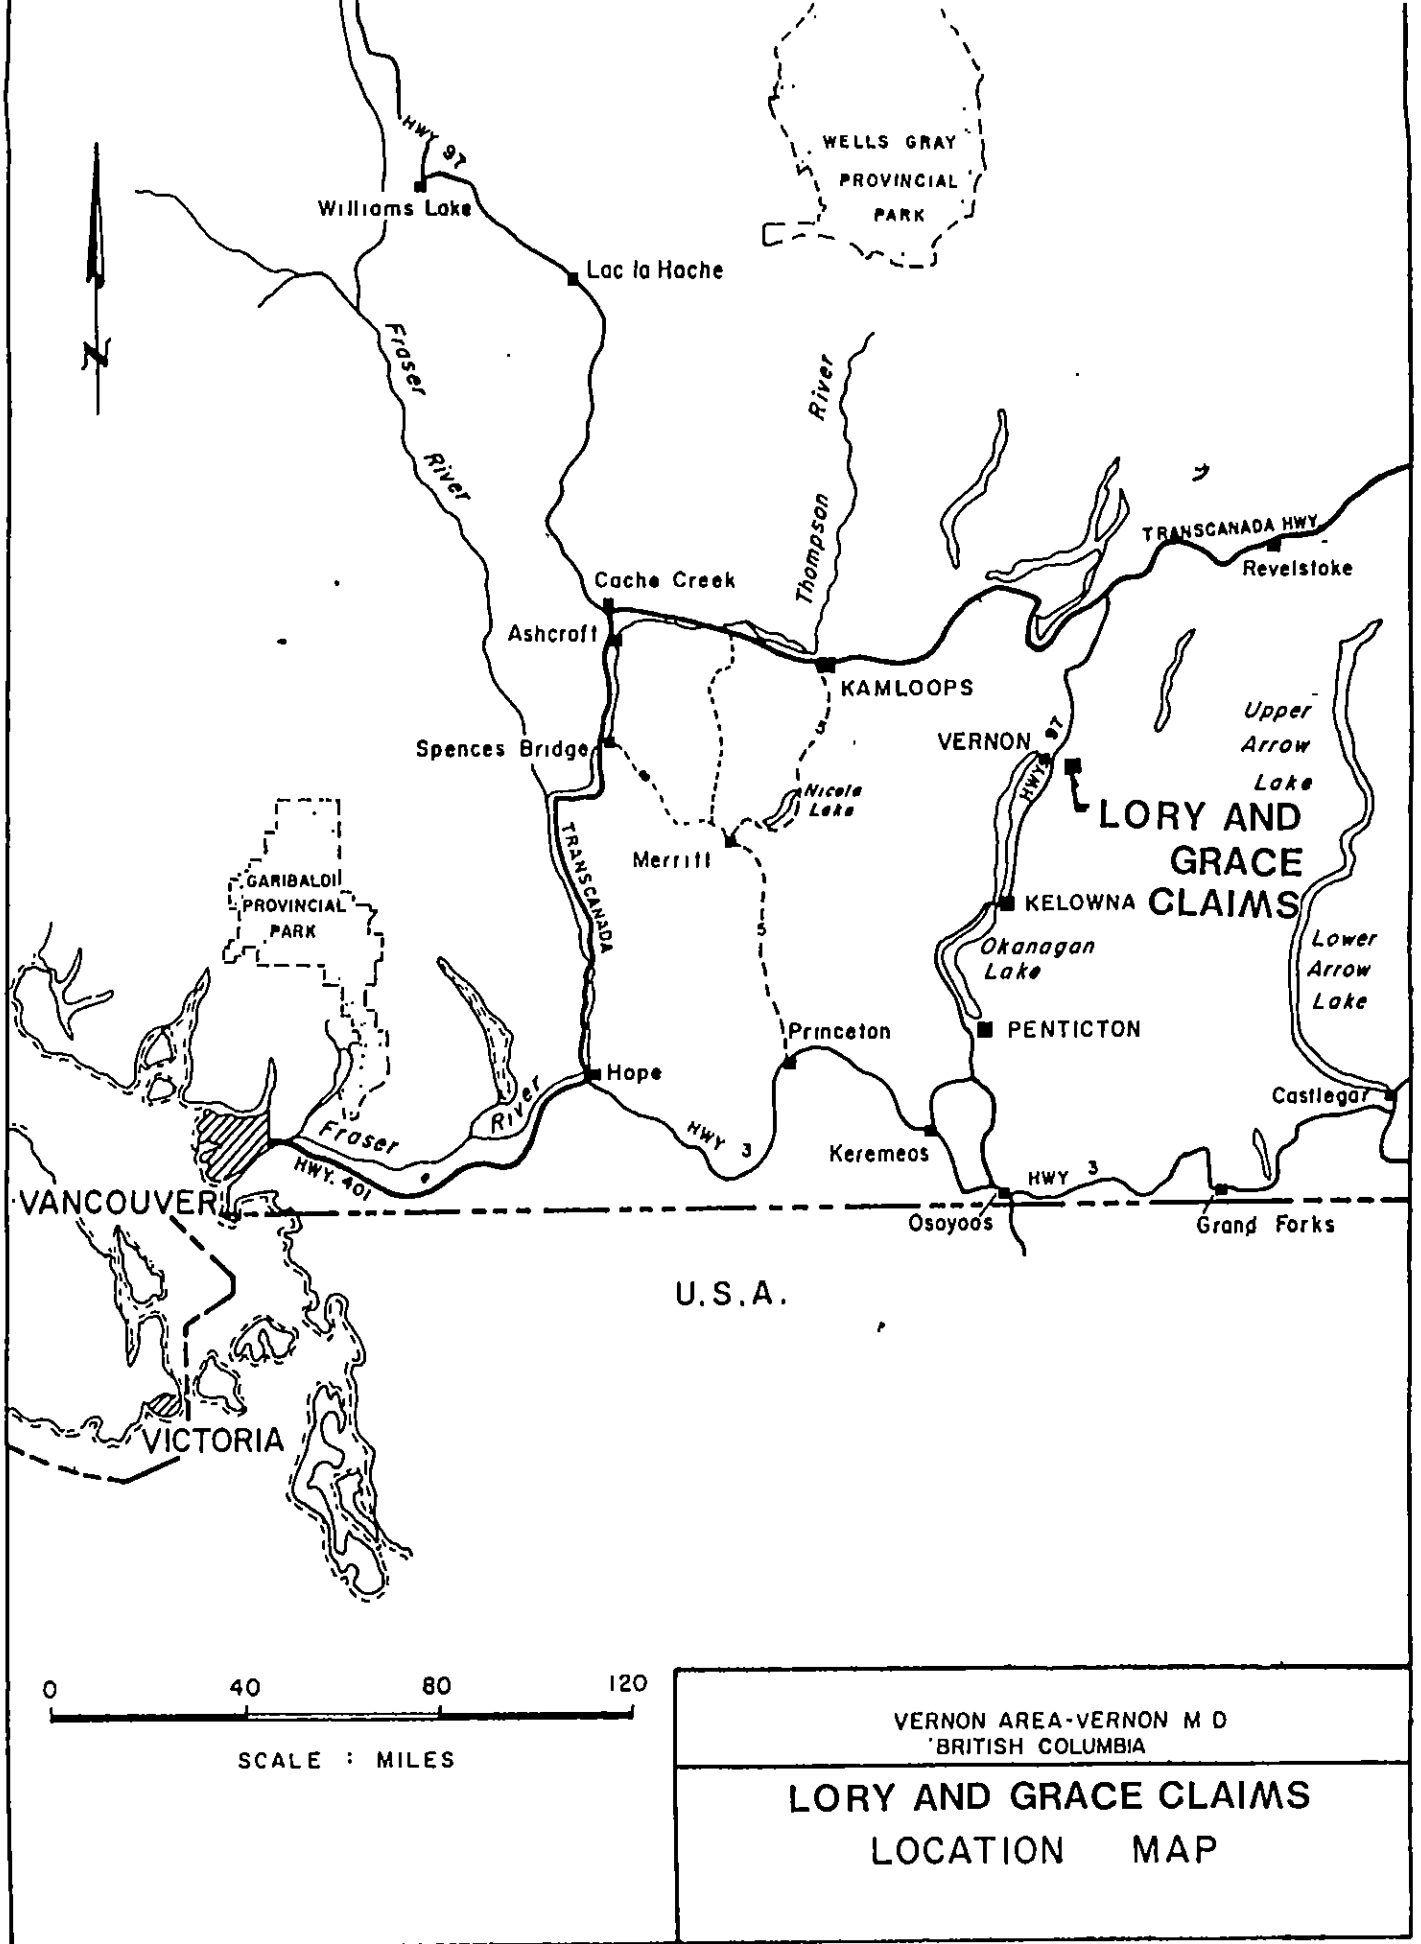 HWY 97
WELLS GRAY
PROVINCIAL
PARK
Williams Lake
Lac la Hache
N
Fraser
River
Thompson River
TRANSCANADA HWY.
Revelstoke
Cache Creek
Ashcroft
KAMLOOPS
Upper
Arrow
Lake
5
VERNON
HWY 97
Spences Bridge
Nicola
Lake
LORY AND
GRACE
CLAIMS
TRANSCANADA
Merritt
GARIBALDI
PROVINCIAL
PARK
KELOWNA
5
Okanagan
Lake
Lower
Arrow
Lake
Princeton
PENTICTON
Hope
Castlegar
Fraser River
HWY 3
Keremeos
HWY. 401
HWY 3
VANCOUVER
Osoyoos
Grand Forks
U.S.A.
VICTORIA
0 40 80 120
SCALE : MILES
VERNON AREA-VERNON M D
BRITISH COLUMBIA
LORY AND GRACE CLAIMS
LOCATION MAP